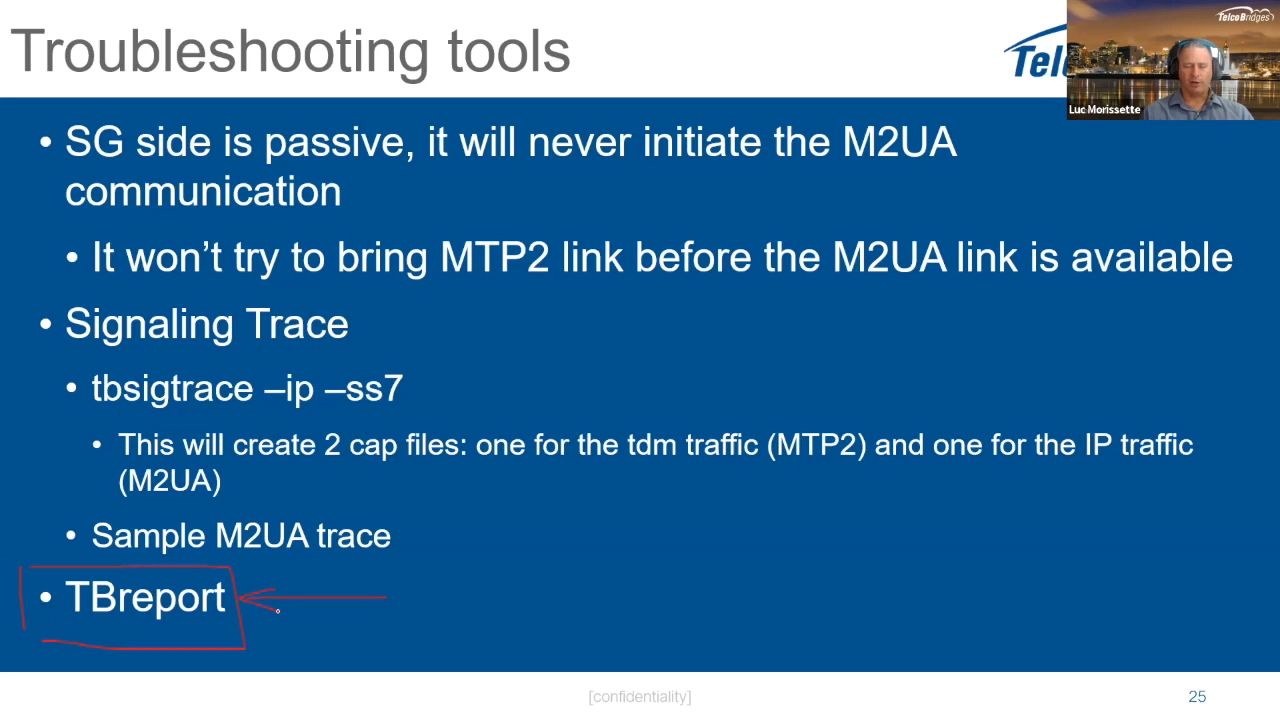 Troubleshooting tools
TelcoBridges
Luc Morissette
• SG side is passive, it will never initiate the M2UA
communication
• It won’t try to bring MTP2 link before the M2UA link is available
• Signaling Trace
• tbsigtrace –ip –ss7
• This will create 2 cap files: one for the tdm traffic (MTP2) and one for the IP traffic
(M2UA)
• Sample M2UA trace
• TBreport
[confidentiality]
25